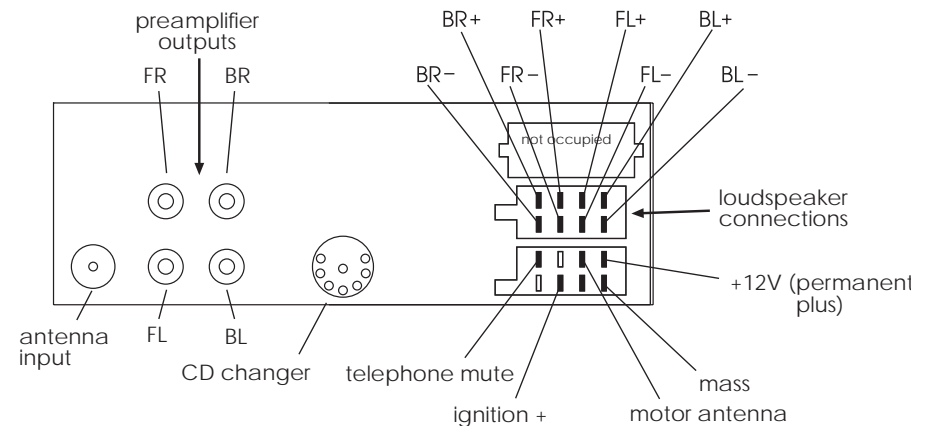 preamplifier
outputs
BR+
FR+
FL+
BL+
FR
BR
BR–
FR–
FL–
BL–
not occupied
loudspeaker
connections
+12V (permanent
plus)
antenna
input
FL
BL
CD changer
telephone mute
mass
ignition +
motor antenna